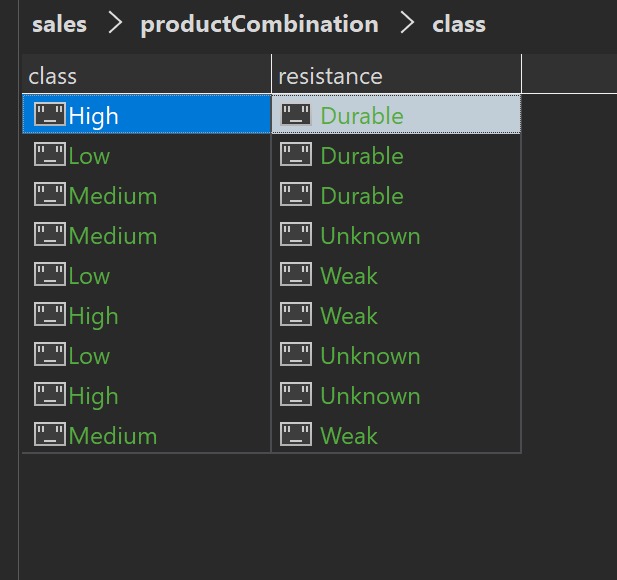 sales > productCombination > class
class resistance
High Durable
Low Durable
Medium Durable
Medium Unknown
Low Weak
High Weak
Low Unknown
High Unknown
Medium Weak